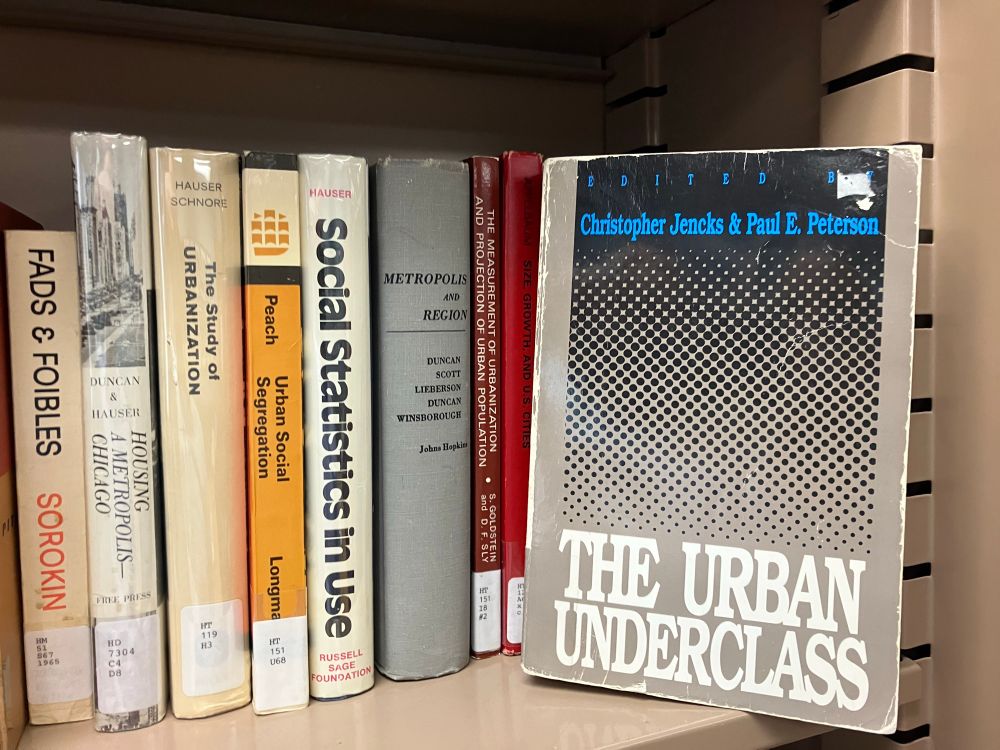 FADS & FOIBLES SOROKIN
HM
51
S67
1965
DUNCAN
&
HAUSER
HOUSING
A METROPOLIS—
CHICAGO
FREE PRESS
HD
7304
C4
D8
HAUSER
SCHNORE
The Study of
URBANIZATION
HT
119
H3
Peach
Urban Social
Segregation
Longma
HT
151
U68
HAUSER
Social Statistics in Use
RUSSELL
SAGE
FOUNDATION
METROPOLIS
AND
REGION
DUNCAN
SCOTT
LIEBERSON
DUNCAN
WINSBOROUGH
Johns Hopkins
THE MEASUREMENT OF URBANIZATION
AND PROJECTION OF URBAN POPULATION
S. GOLDSTEIN
and D. F. SLY
HT
151
I8
#2
SIZE, GROWTH, AND U.S. CITIES
EDITED BY
Christopher Jencks & Paul E. Peterson
THE URBAN
UNDERCLASS